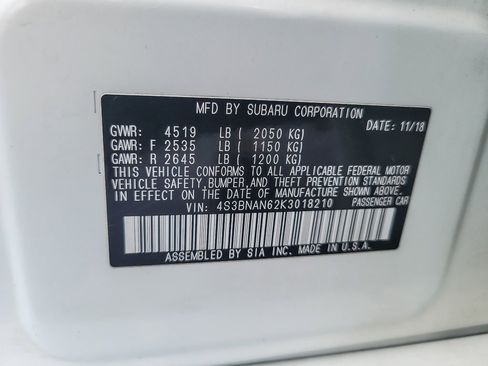 MFD BY SUBARU CORPORATION
DATE: 11/18
GVWR: 4519 LB ( 2050 KG)
GAWR: F 2535 LB ( 1150 KG)
GAWR: R 2645 LB ( 1200 KG)
THIS VEHICLE CONFORMS TO ALL APPLICABLE FEDERAL MOTOR
VEHICLE SAFETY,BUMPER,AND THEFT PREVENTION STANDARDS
IN EFFECT ON THE DATE OF MANUFACTURE SHOWN ABOVE.
VIN: 4S3BNAN62K3018210 PASSENGER CAR
ASSEMBLED BY SIA INC. MADE IN U.S.A.